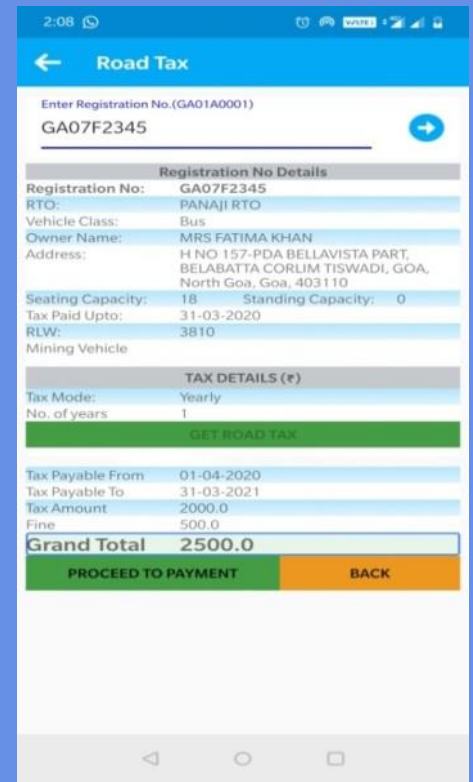 2:08
Road Tax
Enter Registration No.(GA01A0001)
GA07F2345
Registration No Details
Registration No: GA07F2345
RTO: PANAJI RTO
Vehicle Class: Bus
Owner Name: MRS FATIMA KHAN
Address: H NO 157-PDA BELLAVISTA PART,
BELABATTA CORLIM TISWADI, GOA,
North Goa, Goa, 403110
Seating Capacity: 18 Standing Capacity: 0
Tax Paid Upto: 31-03-2020
RLW: 3810
Mining Vehicle
TAX DETAILS (₹)
Tax Mode: Yearly
No. of years 1
GET ROAD TAX
Tax Payable From 01-04-2020
Tax Payable To 31-03-2021
Tax Amount 2000.0
Fine 500.0
Grand Total 2500.0
PROCEED TO PAYMENT BACK